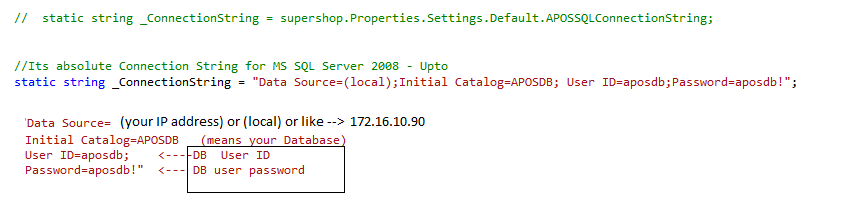 //  static string _ConnectionString = supershop.Properties.Settings.Default.APOSSQLConnectionString;
//Its absolute Connection String for MS SQL Server 2008 - Upto
static string _ConnectionString = "Data Source=(local);Initial Catalog=APOSDB; User ID=aposdb;Password=aposdb!";
'Data Source= (your IP address) or (local) or like --> 172.16.10.90
Initial Catalog=APOSDB   (means your Database)
User ID=aposdb;    <----DB  User ID
Password=aposdb!"  <--- DB user password